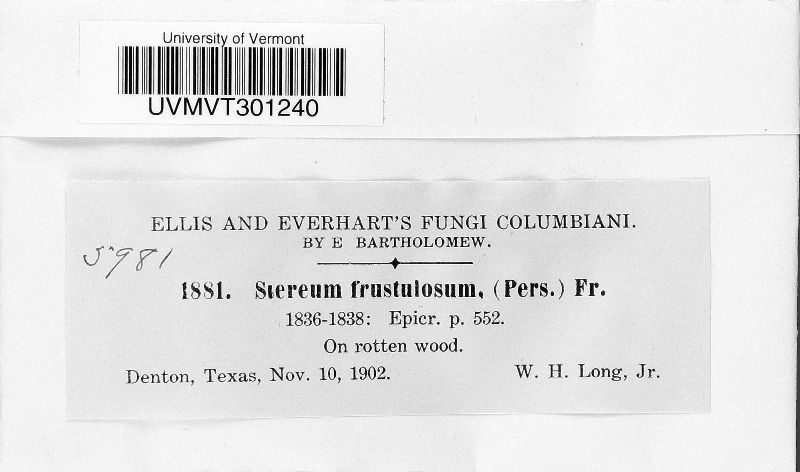 University of Vermont
UVMVT301240
ELLIS AND EVERHART'S FUNGI COLUMBIANI.
BY E BARTHOLOMEW.
5981
1881. Stereum frustulosum, (Pers.) Fr.
1836-1838: Epicr. p. 552.
On rotten wood.
Denton, Texas, Nov. 10, 1902. W. H. Long, Jr.